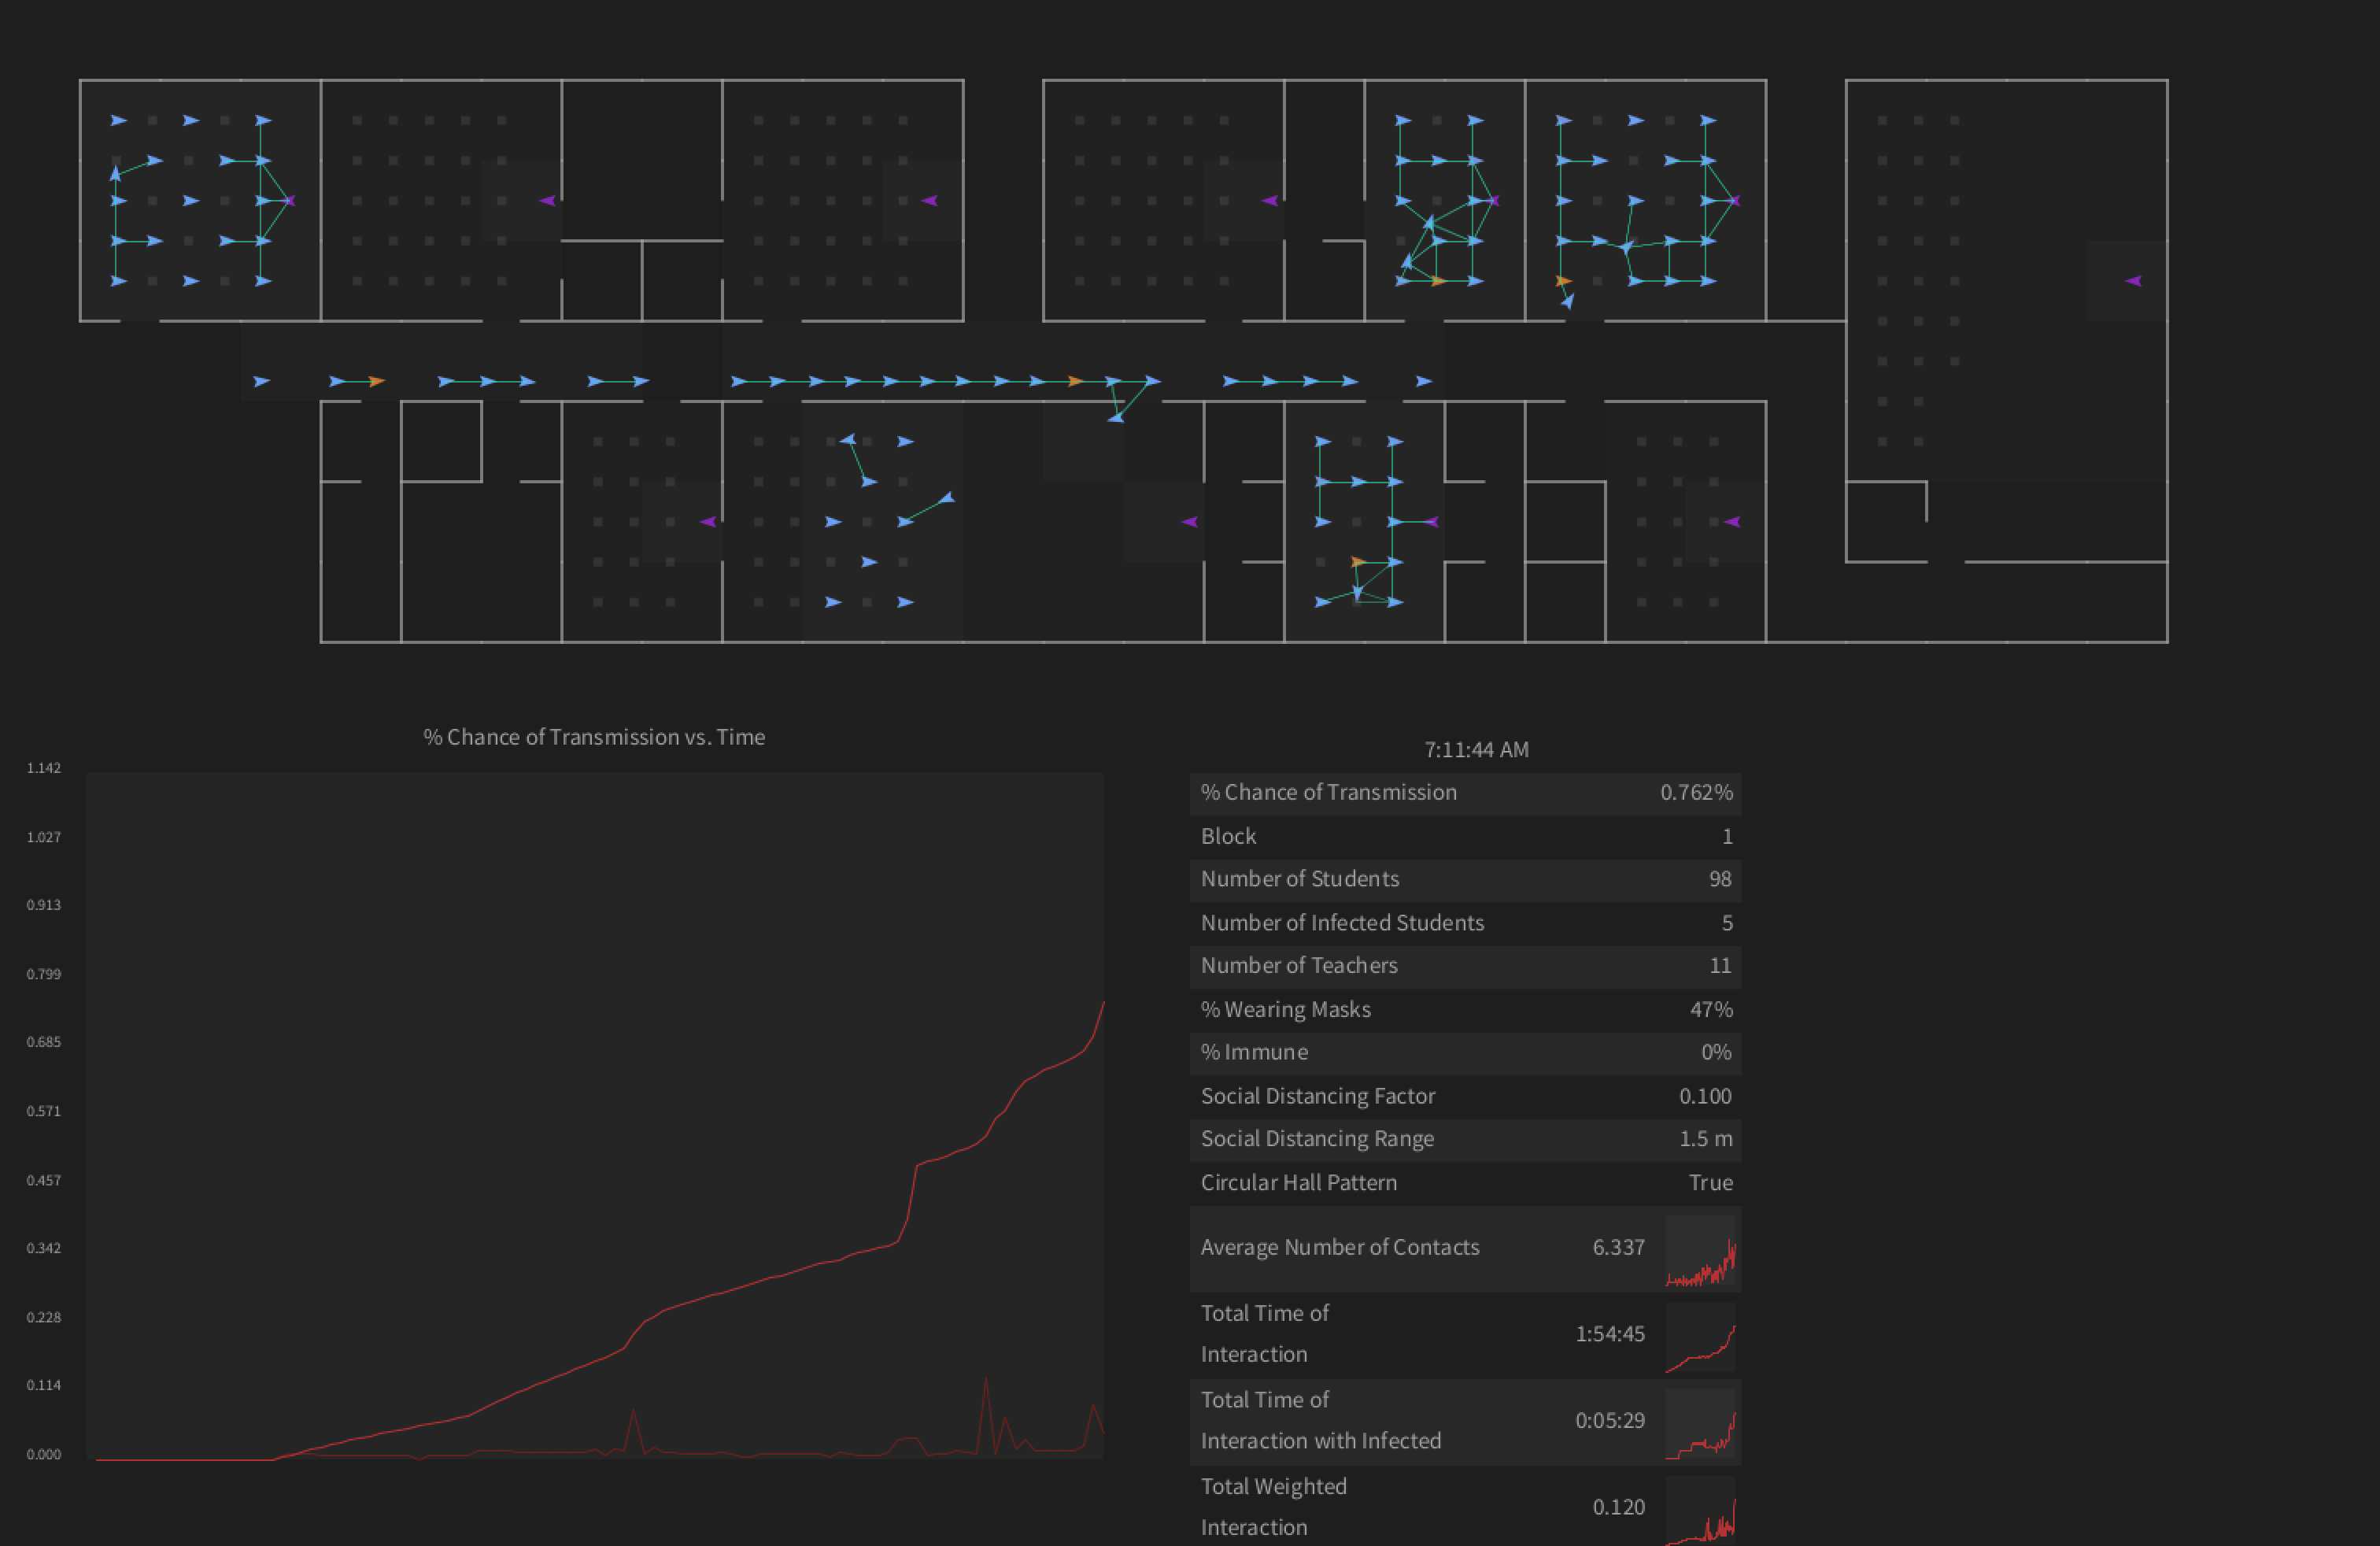 % Chance of Transmission vs. Time
1.142
1.027
0.913
0.799
0.685
0.571
0.457
0.342
0.228
0.114
0.000
7:11:44 AM
% Chance of Transmission 0.762%
Block 1
Number of Students 98
Number of Infected Students 5
Number of Teachers 11
% Wearing Masks 47%
% Immune 0%
Social Distancing Factor 0.100
Social Distancing Range 1.5 m
Circular Hall Pattern True
Average Number of Contacts 6.337
Total Time of
Interaction 1:54:45
Total Time of
Interaction with Infected 0:05:29
Total Weighted
Interaction 0.120